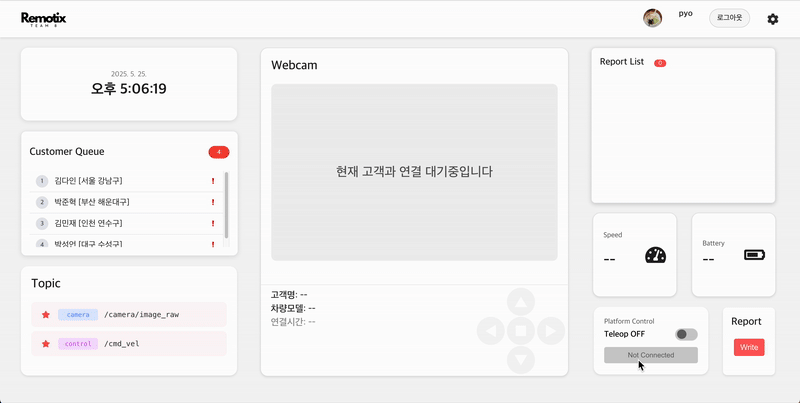 Remotix
TEAM 8
pyo
로그아웃
2025. 5. 25.
오후 5:06:19
Customer Queue
4
1 김다인 [서울 강남구] !
2 박준혁 [부산 해운대구] !
3 김민재 [인천 연수구] !
4 박성언 [대구 수성구] !
Topic
camera /camera/image_raw
control /cmd_vel
Webcam
현재 고객과 연결 대기중입니다
고객명: --
차량모델: --
연결시간: --
Report List
0
Speed
--
Battery
--
Platform Control
Teleop OFF
Not Connected
Report
Write